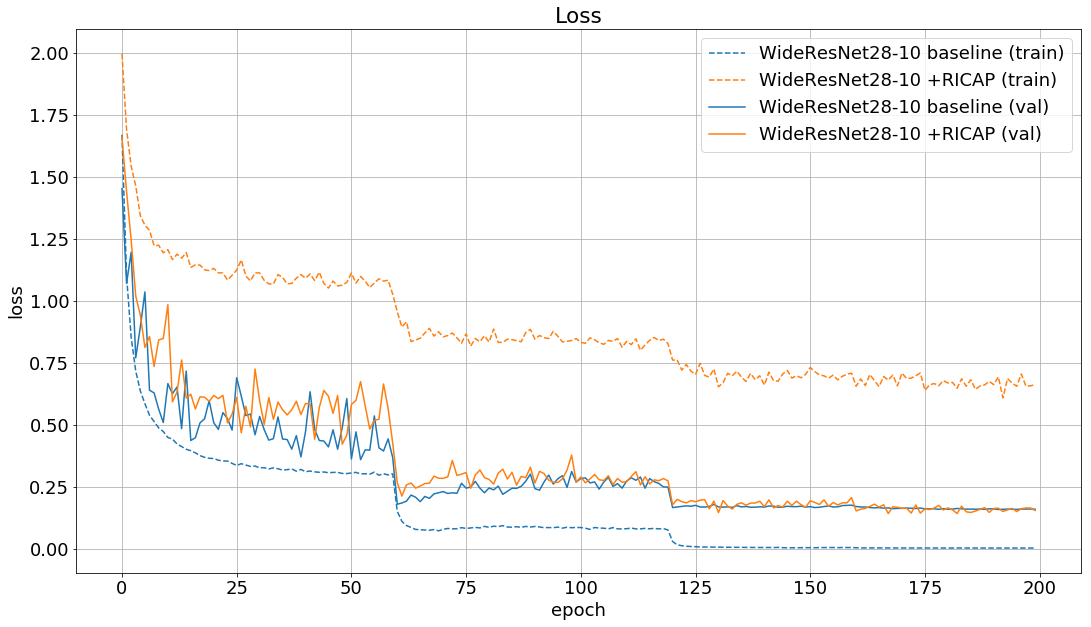 Loss
WideResNet28-10 baseline (train)
WideResNet28-10 +RICAP (train)
WideResNet28-10 baseline (val)
WideResNet28-10 +RICAP (val)
2.00
1.75
1.50
1.25
1.00
0.75
0.50
0.25
0.00
loss
0 25 50 75 100 125 150 175 200
epoch